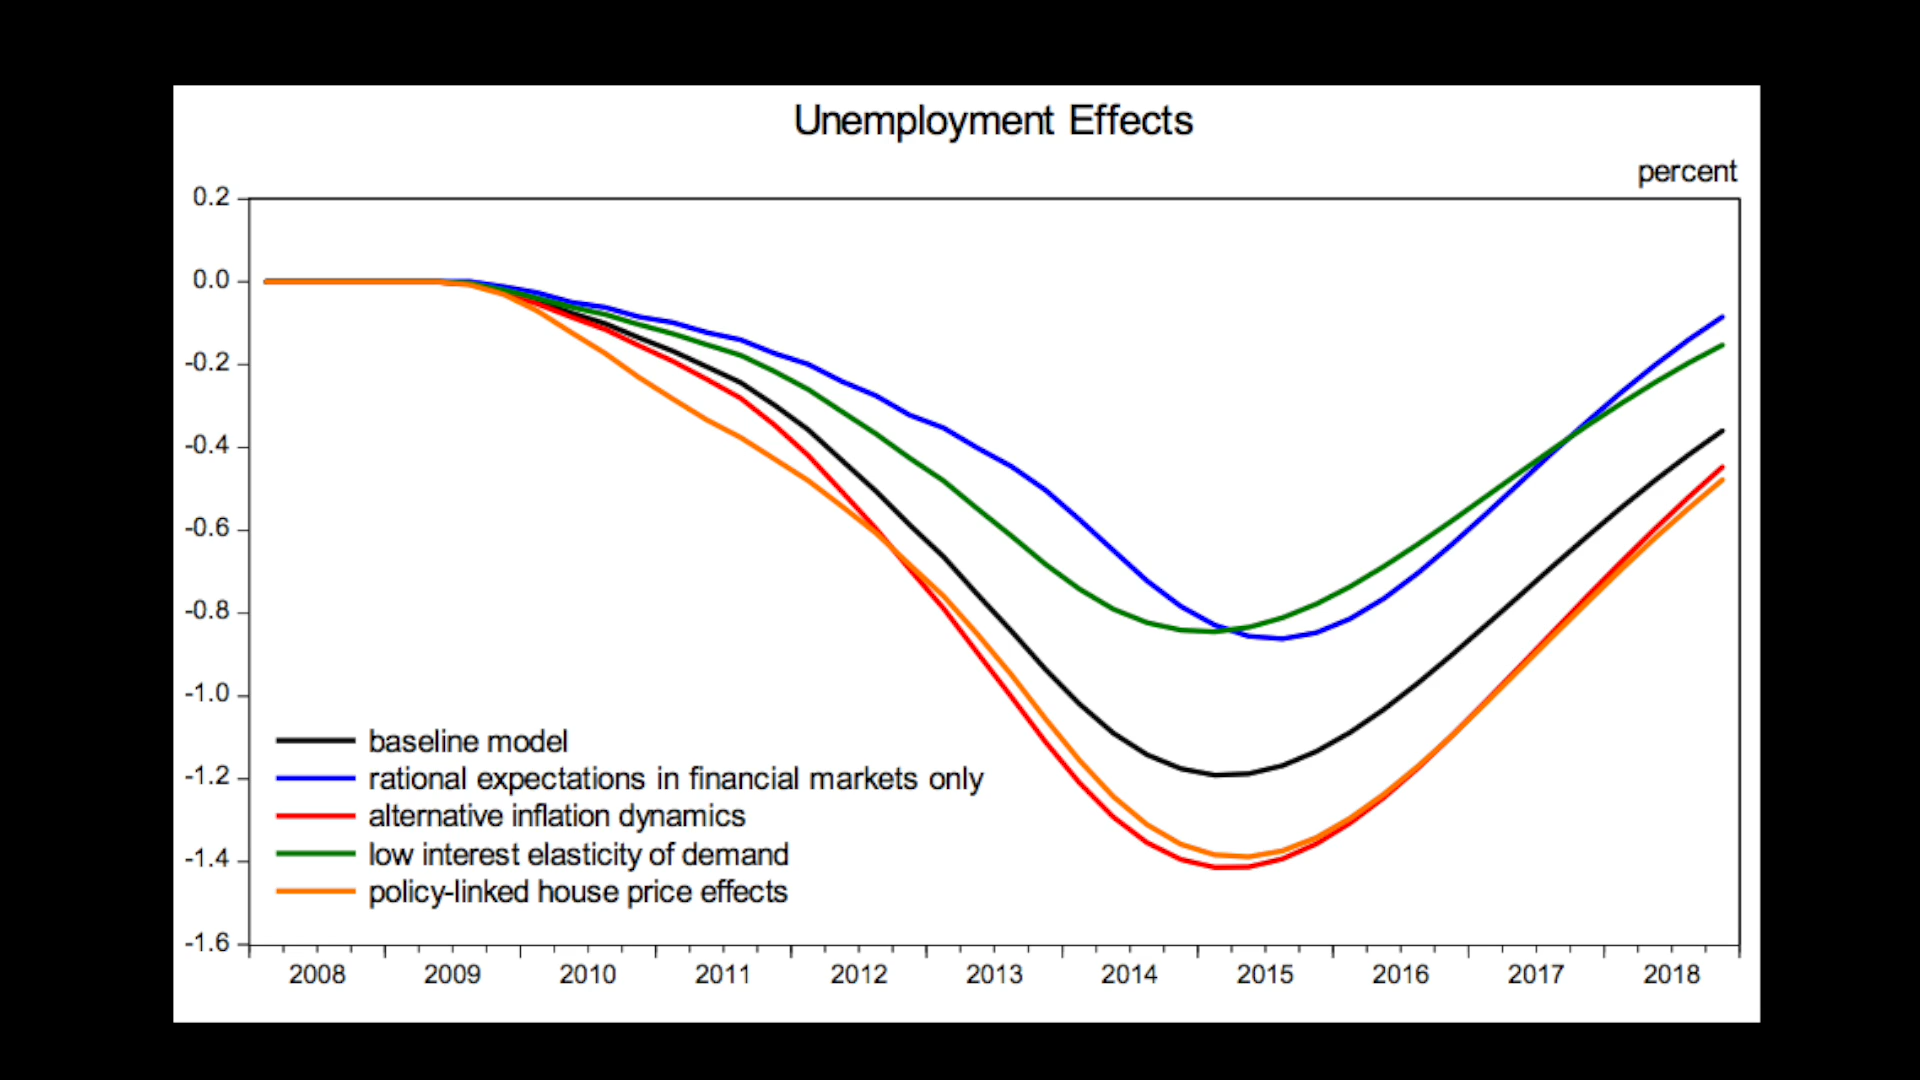 Unemployment Effects
percent
0.2
0.0
-0.2
-0.4
-0.6
-0.8
-1.0
-1.2
-1.4
-1.6
baseline model
rational expectations in financial markets only
alternative inflation dynamics
low interest elasticity of demand
policy-linked house price effects
2008 2009 2010 2011 2012 2013 2014 2015 2016 2017 2018